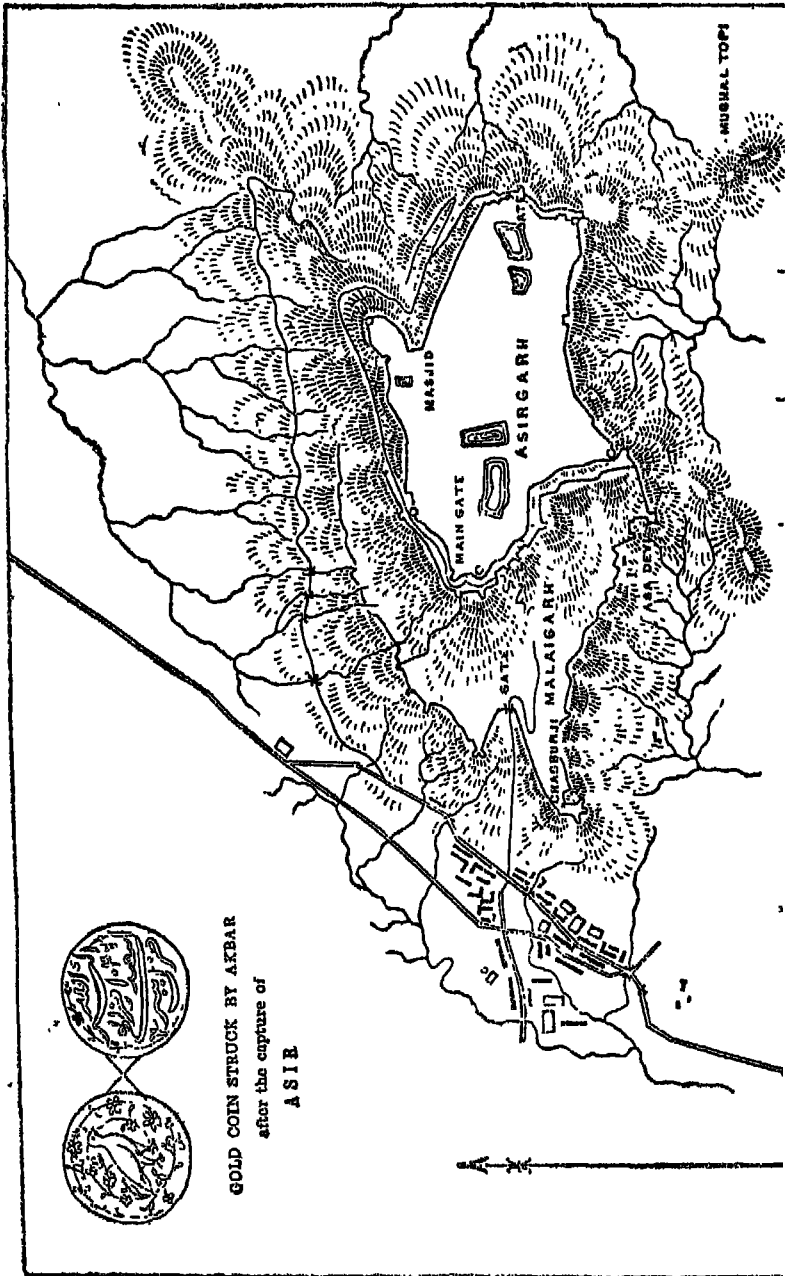 GOLD COIN STRUCK BY AKBAR
after the capture of
ASIR
MASJID
MAIN GATE
ASIRGARH
GATE
MALAIGARH
ASA DEVI
MUGHAL TOPI